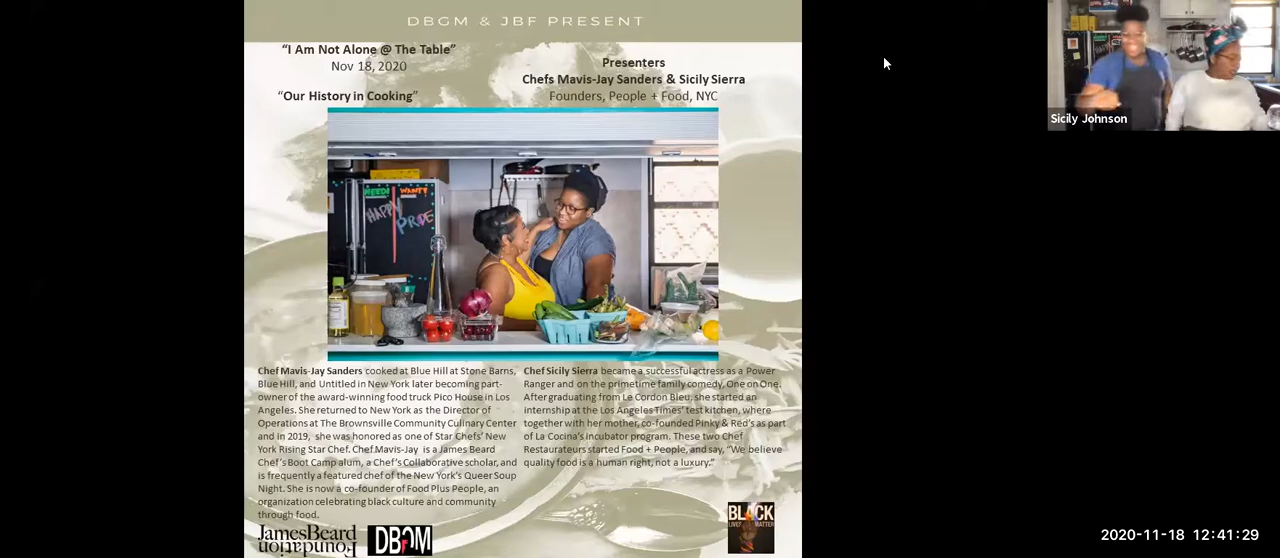 DBGM & JBF PRESENT
“I Am Not Alone @ The Table”
Nov 18, 2020
“Our History in Cooking”
Presenters
Chefs Mavis-Jay Sanders & Sicily Sierra
Founders, People + Food, NYC
NEED!
WANT?
HAPPY
PRIDE
Chef Mavis-Jay Sanders cooked at Blue Hill at Stone Barns,
Blue Hill, and Untitled in New York later becoming part-
owner of the award-winning food truck Pico House in Los
Angeles. She returned to New York as the Director of
Operations at The Brownsville Community Culinary Center
and in 2019, she was honored as one of Star Chefs’ New
York Rising Star Chef. Chef Mavis-Jay is a James Beard
Chef’s Boot Camp alum, a Chef’s Collaborative scholar, and
is frequently a featured chef of the New York’s Queer Soup
Night. She is now a co-founder of Food Plus People, an
organization celebrating black culture and community
through food.
Chef Sicily Sierra became a successful actress as a Power
Ranger and on the primetime family comedy, One on One.
After graduating from Le Cordon Bleu, she started an
internship at the Los Angeles Times’ test kitchen, where
together with her mother, co-founded Pinky & Red’s as part
of La Cocina’s incubator program. These two Chef
Restaurateurs started Food + People, and say, “We believe
quality food is a human right, not a luxury.”
James Beard
Foundation
DBGM
BLACK
LIVES MATTER
Sicily Johnson
2020-11-18 12:41:29